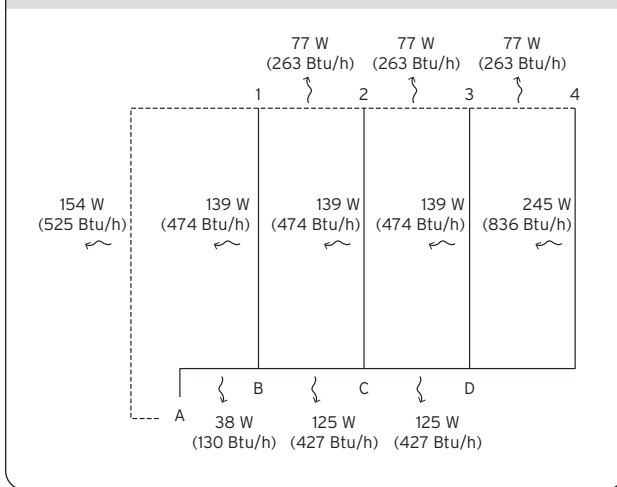 77 W 77 W 77 W
(263 Btu/h) (263 Btu/h) (263 Btu/h)
1 2 3 4
154 W 139 W 139 W 139 W 245 W
(525 Btu/h) (474 Btu/h) (474 Btu/h) (474 Btu/h) (836 Btu/h)
B C D
A 38 W 125 W 125 W
(130 Btu/h) (427 Btu/h) (427 Btu/h)